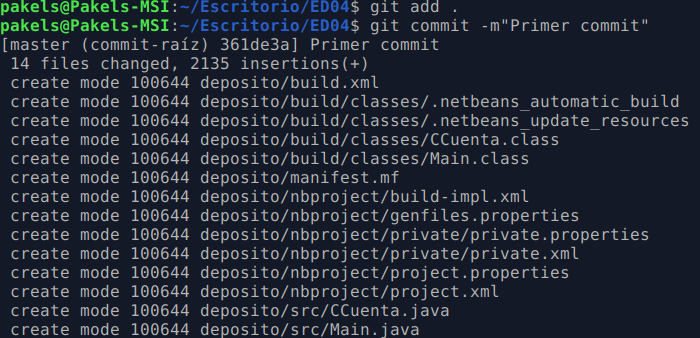 pakels@Pakels-MSI:~/Escritorio/ED04$ git add .
pakels@Pakels-MSI:~/Escritorio/ED04$ git commit -m"Primer commit"
[master (commit-raíz) 361de3a] Primer commit
 14 files changed, 2135 insertions(+)
 create mode 100644 deposito/build.xml
 create mode 100644 deposito/build/classes/.netbeans_automatic_build
 create mode 100644 deposito/build/classes/.netbeans_update_resources
 create mode 100644 deposito/build/classes/CCuenta.class
 create mode 100644 deposito/build/classes/Main.class
 create mode 100644 deposito/manifest.mf
 create mode 100644 deposito/nbproject/build-impl.xml
 create mode 100644 deposito/nbproject/genfiles.properties
 create mode 100644 deposito/nbproject/private/private.properties
 create mode 100644 deposito/nbproject/private/private.xml
 create mode 100644 deposito/nbproject/project.properties
 create mode 100644 deposito/nbproject/project.xml
 create mode 100644 deposito/src/CCuenta.java
 create mode 100644 deposito/src/Main.java